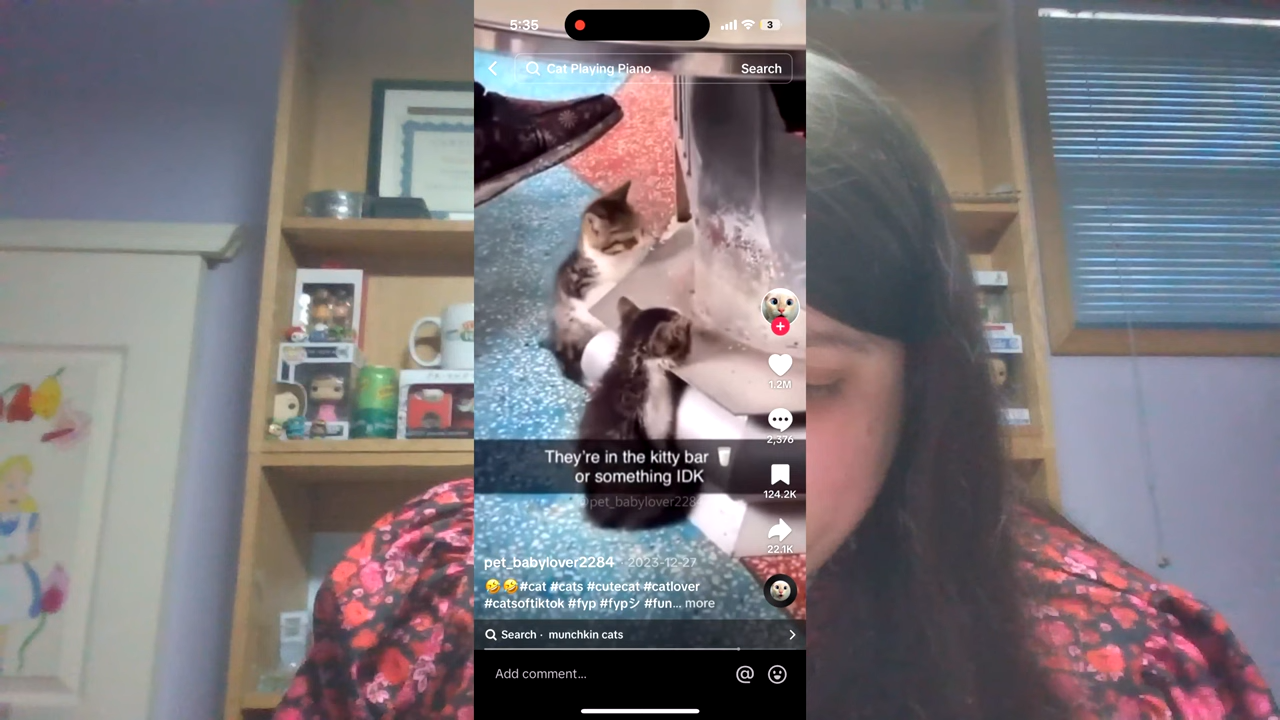 5:35
3
Cat Playing Piano
Search
1.2M
2,376
They're in the kitty bar 🥛
or something IDK
pet_babylover228
124.2K
22.1K
pet_babylover2284 · 2023-12-27
🤣🤣#cat #cats #cutecat #catlover
#catsoftiktok #fyp #fypシ #fun... more
Search · munchkin cats
Add comment...
@